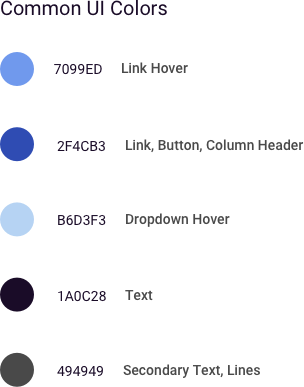 Common UI Colors
7099ED Link Hover
2F4CB3 Link, Button, Column Header
B6D3F3 Dropdown Hover
1A0C28 Text
494949 Secondary Text, Lines